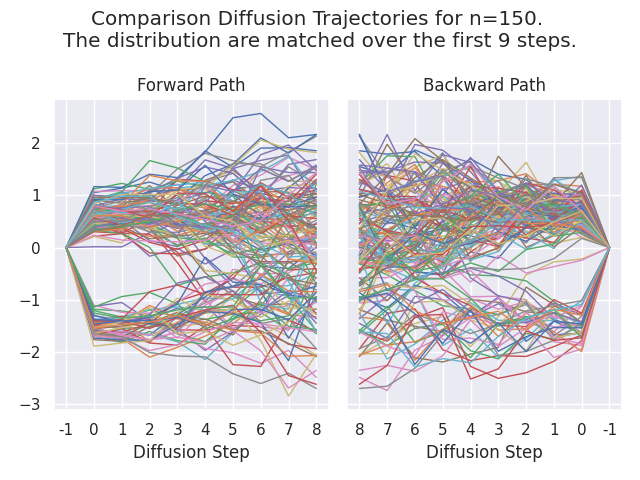 Comparison Diffusion Trajectories for n=150.
The distribution are matched over the first 9 steps.
Forward Path
Backward Path
2
1
0
−1
−2
−3
-1 0 1 2 3 4 5 6 7 8
8 7 6 5 4 3 2 1 0 -1
Diffusion Step
Diffusion Step